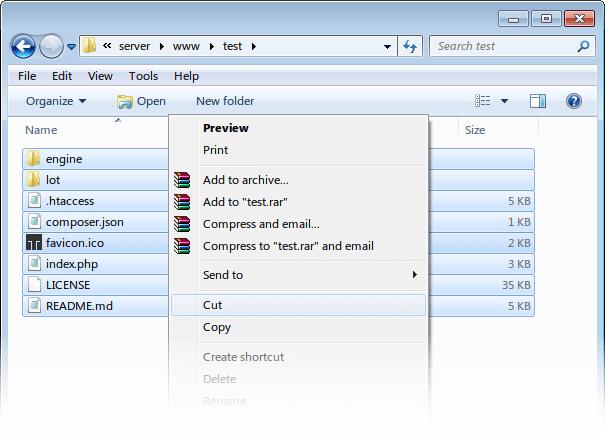 « server ▸ www ▸ test ▸
Search test
File Edit View Tools Help
Organize Open New folder
Name Size
engine
lot
.htaccess 5 KB
composer.json 1 KB
favicon.ico 2 KB
index.php 3 KB
LICENSE 35 KB
README.md 5 KB
Preview
Print
Add to archive...
Add to "test.rar"
Compress and email...
Compress to "test.rar" and email
Send to
Cut
Copy
Create shortcut
Delete
Rename